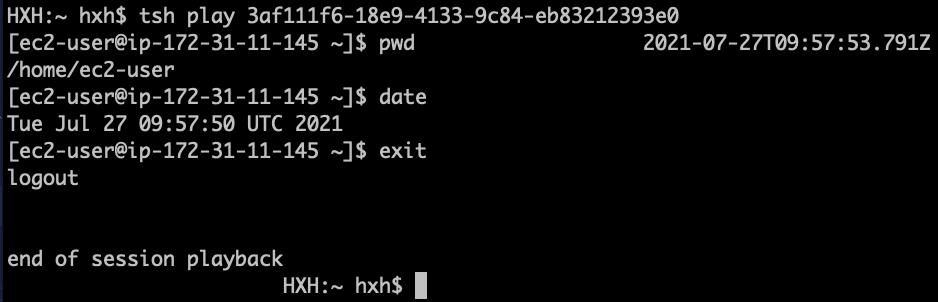 HXH:~ hxh$ tsh play 3af111f6-18e9-4133-9c84-eb83212393e0
[ec2-user@ip-172-31-11-145 ~]$ pwd 2021-07-27T09:57:53.791Z
/home/ec2-user
[ec2-user@ip-172-31-11-145 ~]$ date
Tue Jul 27 09:57:50 UTC 2021
[ec2-user@ip-172-31-11-145 ~]$ exit
logout
end of session playback
HXH:~ hxh$